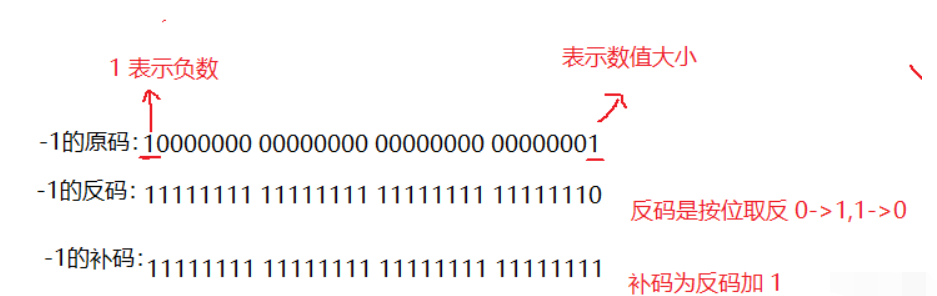 1 表示负数
表示数值大小
-1的原码：10000000 00000000 00000000 00000001
-1的反码：11111111 11111111 11111111 11111110
反码是按位取反 0->1,1->0
-1的补码：11111111 11111111 11111111 11111111
补码为反码加 1